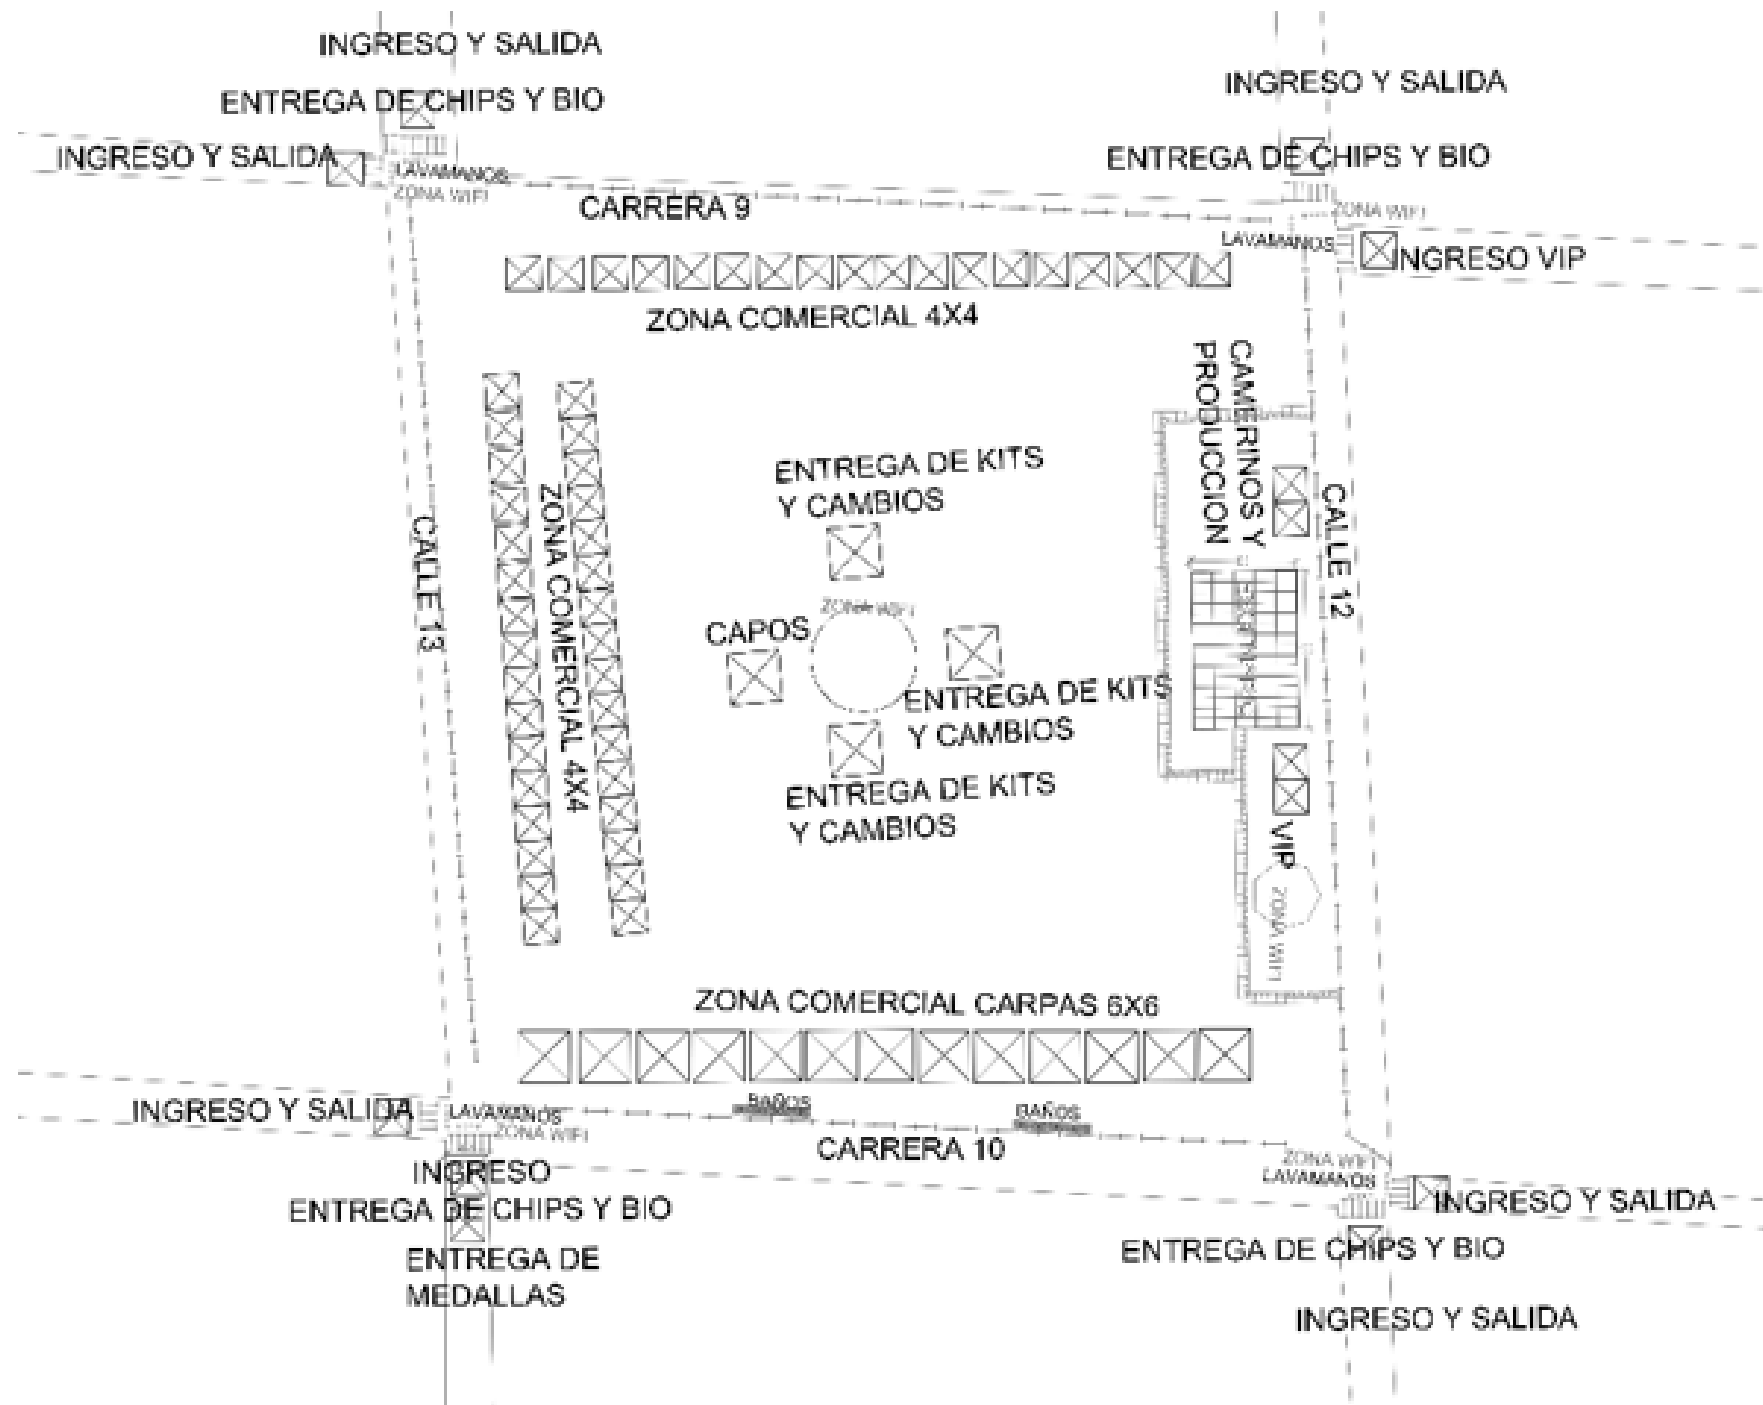 INGRESO Y SALIDA
INGRESO Y SALIDA
ENTREGA DE CHIPS Y BIO
INGRESO Y SALIDA
ENTREGA DE CHIPS Y BIO
LAVAMANOS
ZONA WIFI
CARRERA 9
ZONA WIFI
LAVAMANOS
INGRESO VIP
ZONA COMERCIAL 4X4
CAMERINOS Y
PRODUCCION
ENTREGA DE KITS
Y CAMBIOS
CALLE 13
ZONA COMERCIAL 4X4
CALLE 12
ZONA WIFI
CAPOS
ENTREGA DE KITS
Y CAMBIOS
ENTREGA DE KITS
Y CAMBIOS
VIP
ZONA WIFI
ZONA COMERCIAL CARPAS 6X6
INGRESO Y SALIDA
LAVAMANOS
ZONA WIFI
BAÑOS
BAÑOS
CARRERA 10
ZONA WIFI
LAVAMANOS
INGRESO
ENTREGA DE CHIPS Y BIO
ENTREGA DE
MEDALLAS
INGRESO Y SALIDA
ENTREGA DE CHIPS Y BIO
INGRESO Y SALIDA